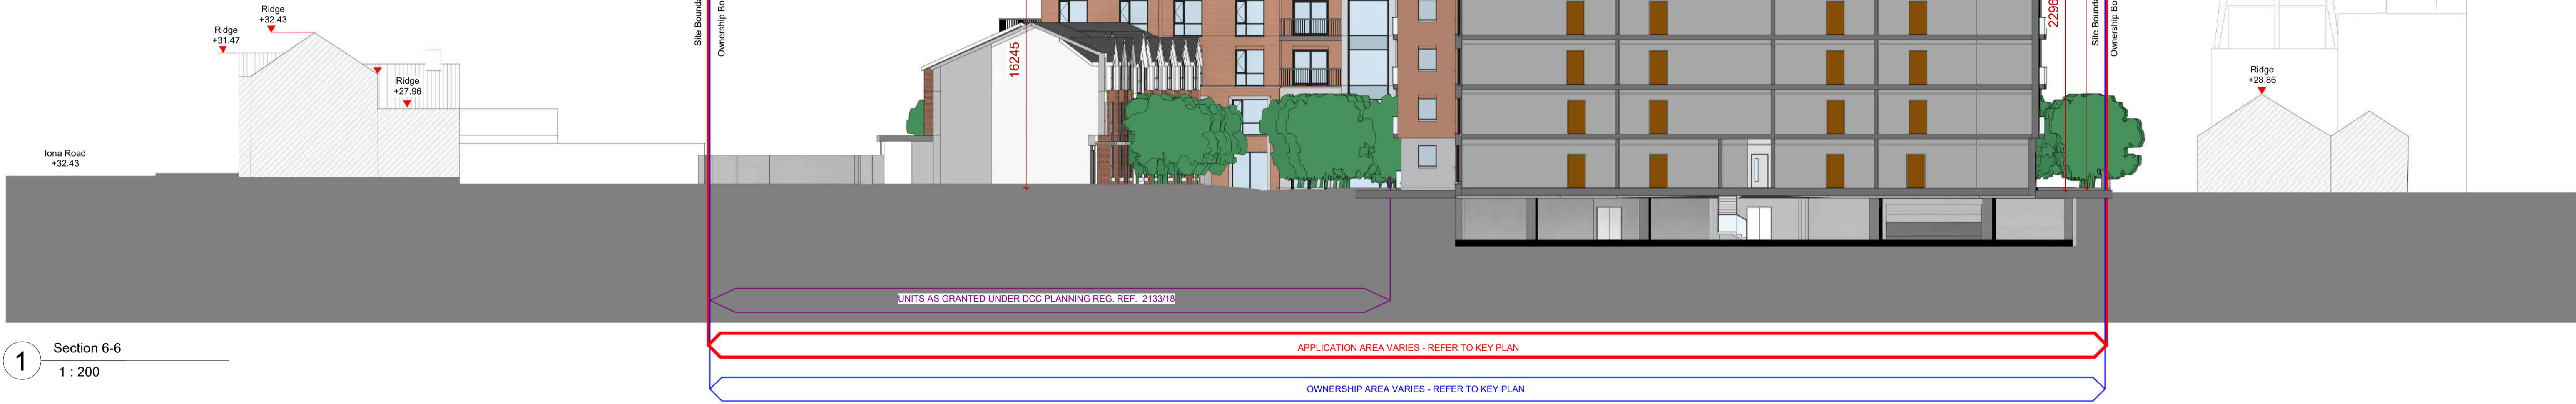 Ridge
+32.43
Ridge
+31.47
Ridge
+27.96
Iona Road
+32.43
16245
Ridge
+28.86
UNITS AS GRANTED UNDER DCC PLANNING REG. REF. 2133/18
APPLICATION AREA VARIES - REFER TO KEY PLAN
OWNERSHIP AREA VARIES - REFER TO KEY PLAN
1
Section 6-6
1 : 200
Site Bounda
Ownership Bo
2296
Site Bounda
Ownership Bo